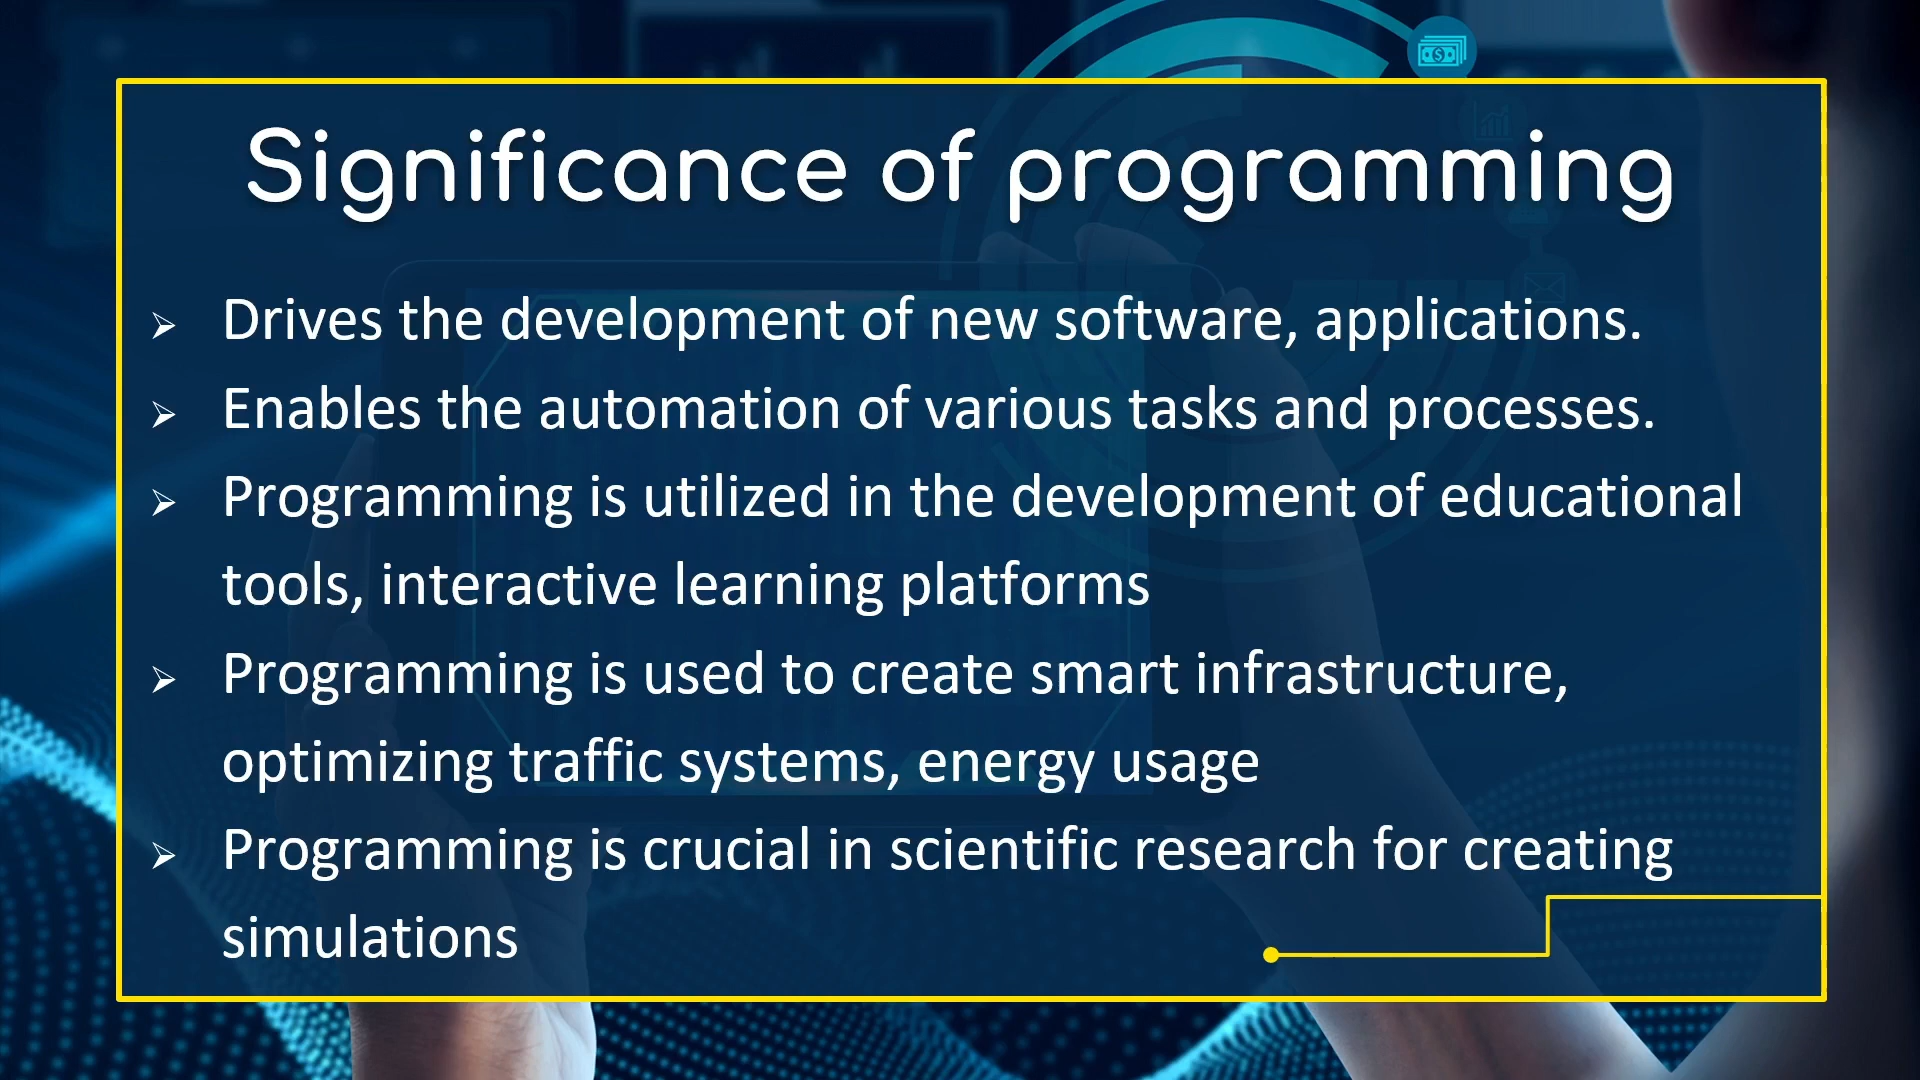 Significance of programming
➢ Drives the development of new software, applications.
➢ Enables the automation of various tasks and processes.
➢ Programming is utilized in the development of educational
tools, interactive learning platforms
➢ Programming is used to create smart infrastructure,
optimizing traffic systems, energy usage
➢ Programming is crucial in scientific research for creating
simulations